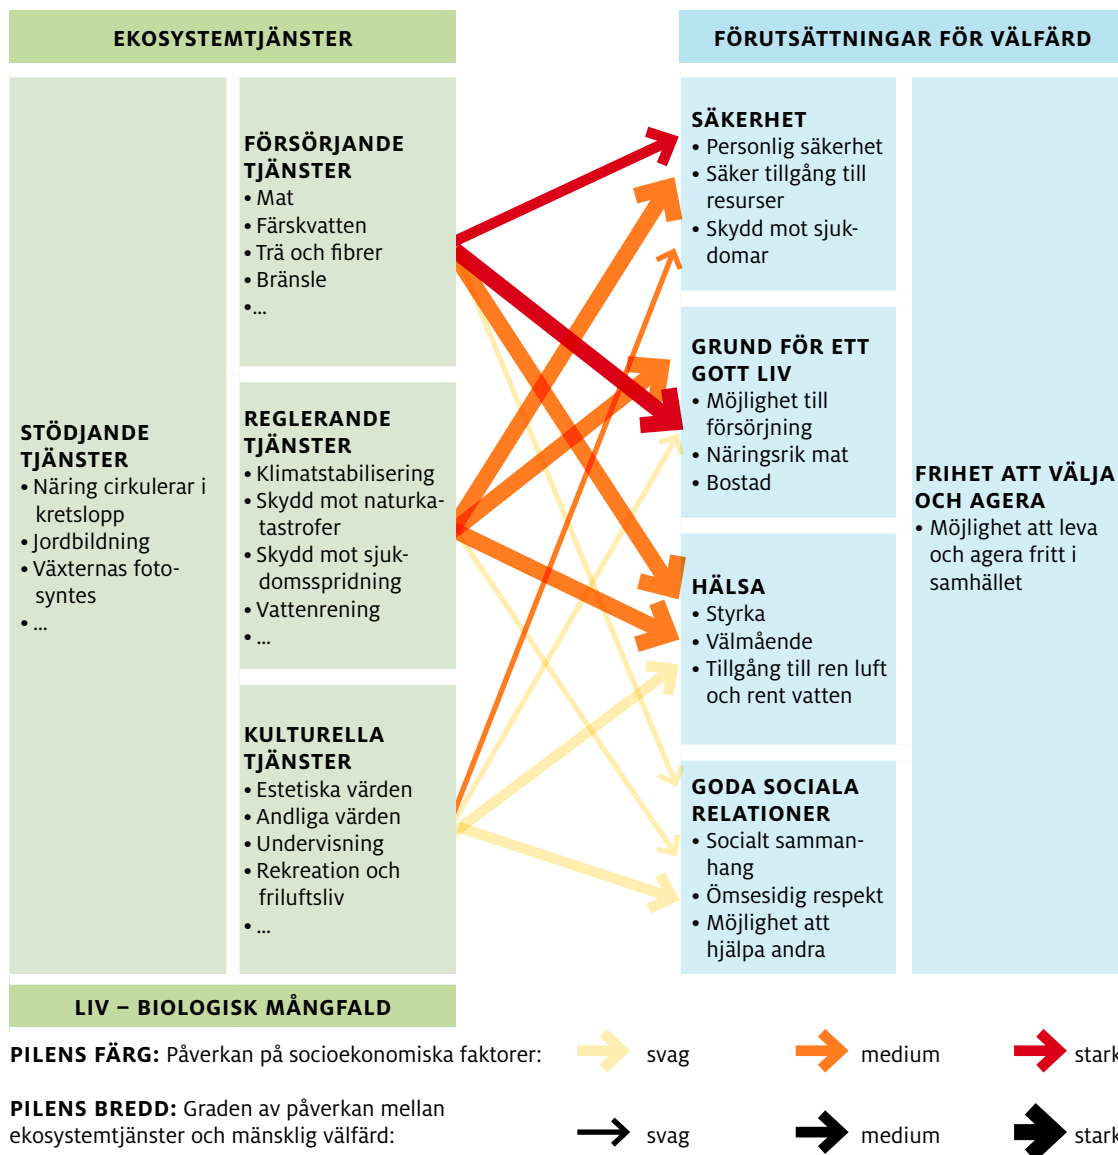 EKOSYSTEMTJÄNSTER
STÖDJANDE
TJÄNSTER
• Näring cirkulerar i
kretslopp
• Jordbildning
• Växternas foto-
syntes
• ...
FÖRSÖRJANDE
TJÄNSTER
• Mat
• Färskvatten
• Trä och fibrer
• Bränsle
•...
REGLERANDE
TJÄNSTER
• Klimatstabilisering
• Skydd mot naturka-
tastrofer
• Skydd mot sjuk-
domsspridning
• Vattenrening
• ...
KULTURELLA
TJÄNSTER
• Estetiska värden
• Andliga värden
• Undervisning
• Rekreation och
friluftsliv
• ...
LIV – BIOLOGISK MÅNGFALD
FÖRUTSÄTTNINGAR FÖR VÄLFÄRD
SÄKERHET
• Personlig säkerhet
• Säker tillgång till
resurser
• Skydd mot sjuk-
domar
GRUND FÖR ETT
GOTT LIV
• Möjlighet till
försörjning
• Näringsrik mat
• Bostad
HÄLSA
• Styrka
• Välmående
• Tillgång till ren luft
och rent vatten
GODA SOCIALA
RELATIONER
• Socialt samman-
hang
• Ömsesidig respekt
• Möjlighet att
hjälpa andra
FRIHET ATT VÄLJA
OCH AGERA
• Möjlighet att leva
och agera fritt i
samhället
PILENS FÄRG: Påverkan på socioekonomiska faktorer: svag medium stark
PILENS BREDD: Graden av påverkan mellan
ekosystemtjänster och mänsklig välfärd: svag medium stark